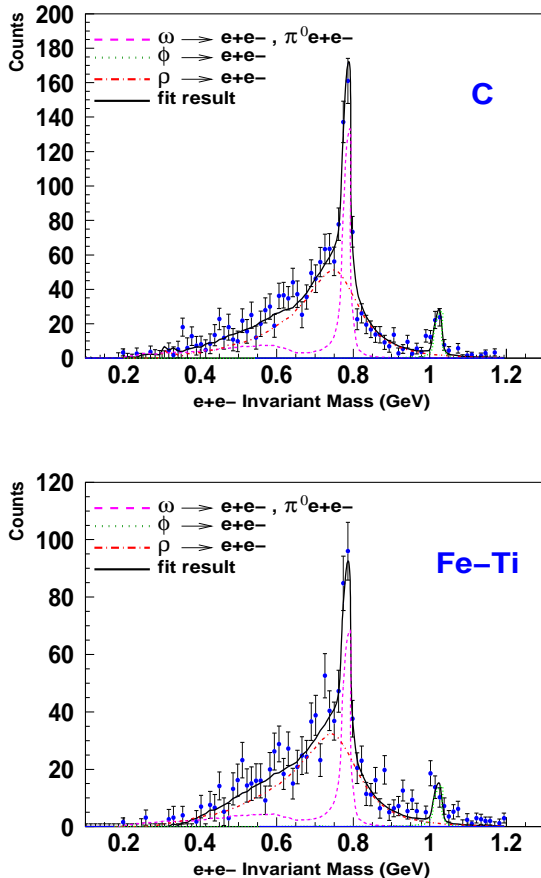 Counts
200
180
160
140
120
100
80
60
40
20
0
ω → e+e− , π⁰e+e−
ϕ → e+e−
ρ → e+e−
fit result
C
0.2 0.4 0.6 0.8 1 1.2
e+e− Invariant Mass (GeV)
Counts
120
100
80
60
40
20
0
ω → e+e− , π⁰e+e−
ϕ → e+e−
ρ → e+e−
fit result
Fe−Ti
0.2 0.4 0.6 0.8 1 1.2
e+e− Invariant Mass (GeV)